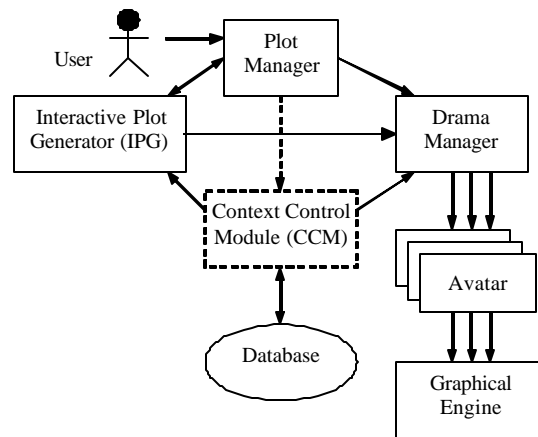 User
Plot
Manager
Interactive Plot
Generator (IPG)
Drama
Manager
Context Control
Module (CCM)
Avatar
Database
Graphical
Engine